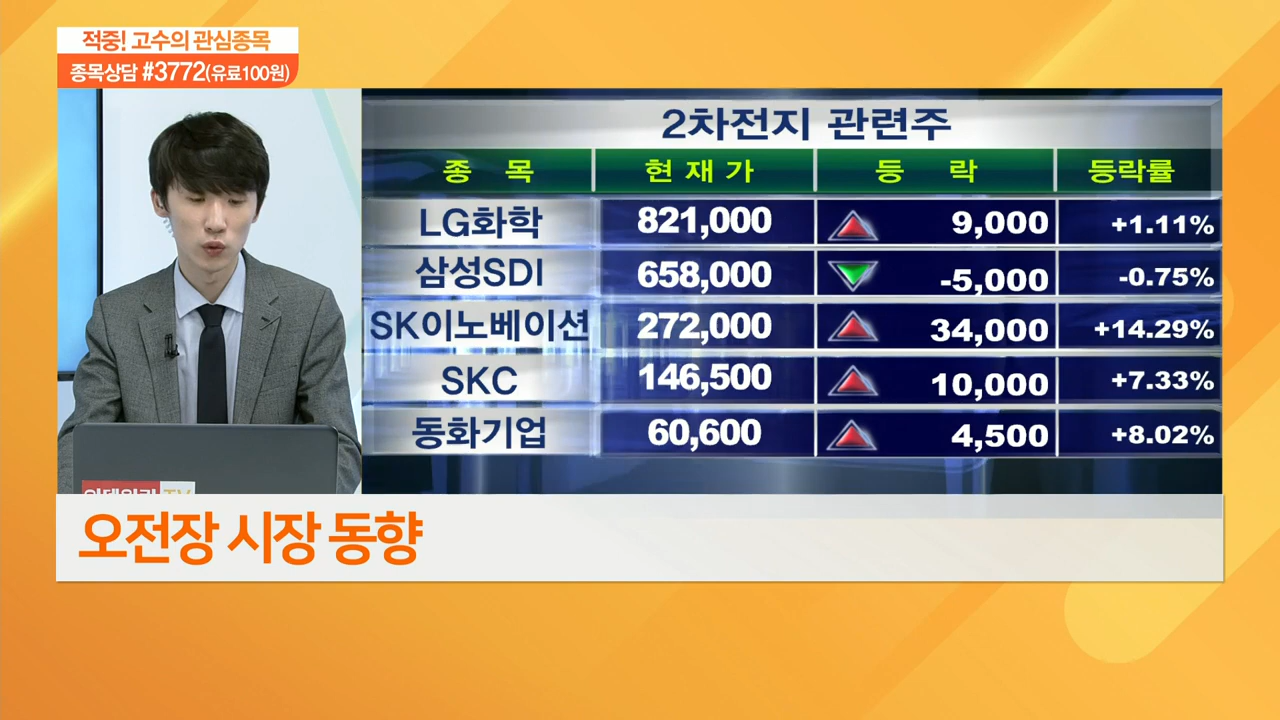 적중! 고수의 관심종목
종목상담 #3772(유료100원)
2차전지 관련주
종 목 현 재 가 등 락 등락률
LG화학 821,000 9,000 +1.11%
삼성SDI 658,000 -5,000 -0.75%
SK이노베이션 272,000 34,000 +14.29%
SKC 146,500 10,000 +7.33%
동화기업 60,600 4,500 +8.02%
오전장 시장 동향